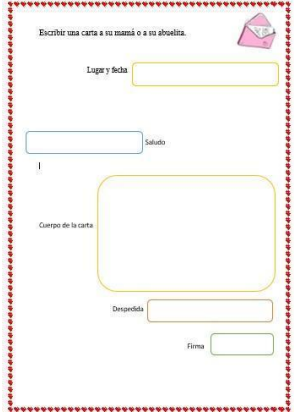 Escribir una carta a su mamá o a su abuelita.
Lugar y fecha
Saludo
Cuerpo de la carta
Despedida
Firma